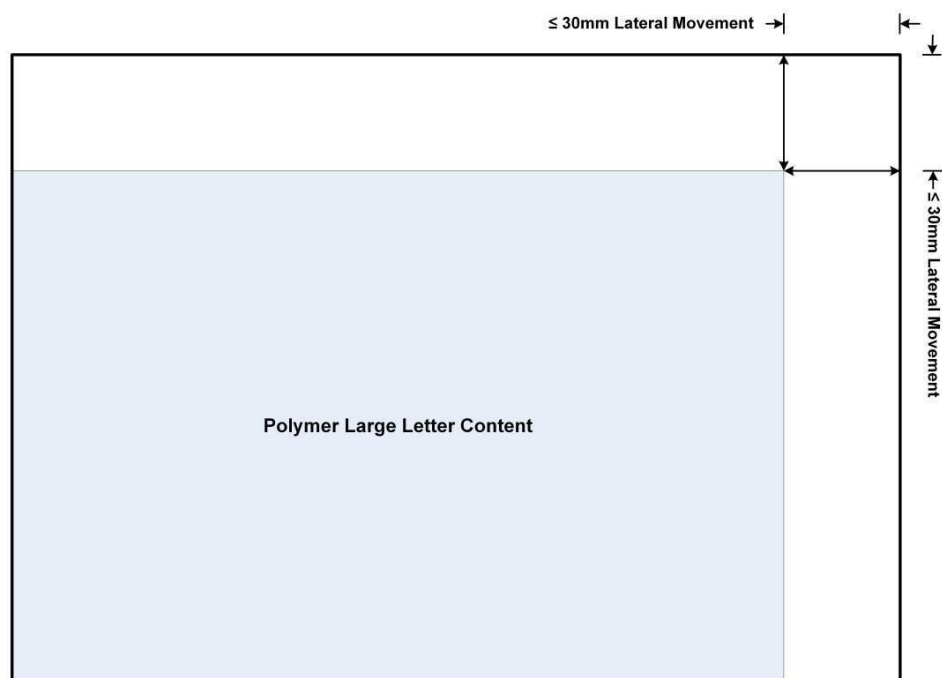 ≤ 30mm Lateral Movement
≤ 30mm Lateral Movement
Polymer Large Letter Content